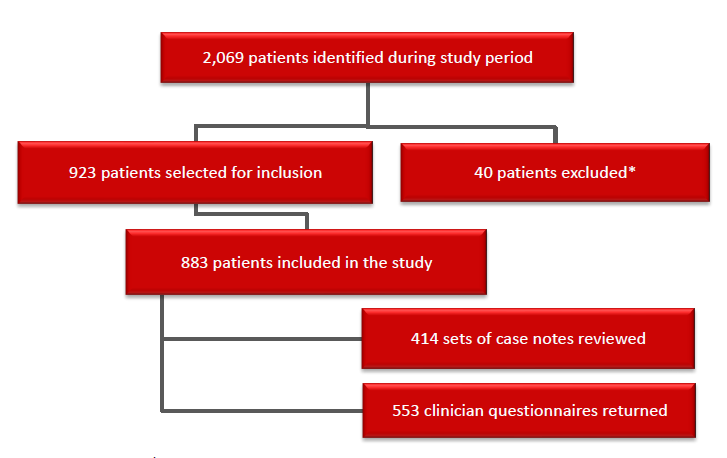 2,069 patients identified during study period
923 patients selected for inclusion
40 patients excluded*
883 patients included in the study
414 sets of case notes reviewed
553 clinician questionnaires returned